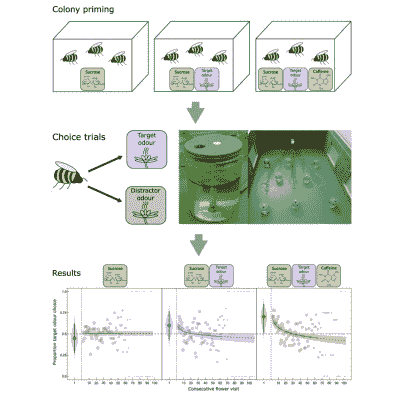 Colony priming
Sucrose
Sucrose Target odour
Sucrose Target odour Caffeine
Choice trials
Target
odour
Distractor
odour
Results
Sucrose
Sucrose Target odour
Sucrose Target odour Caffeine
Proportion target odour choice
Consecutive flower visit